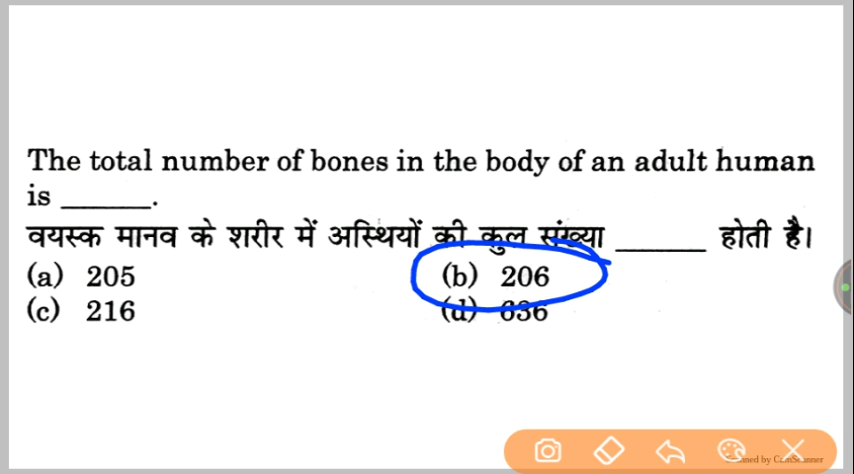 The total number of bones in the body of an adult human
is ______.
वयस्क मानव के शरीर में अस्थियों की कुल संख्या ______ होती है।
(a) 205 (b) 206
(c) 216 (d) 636